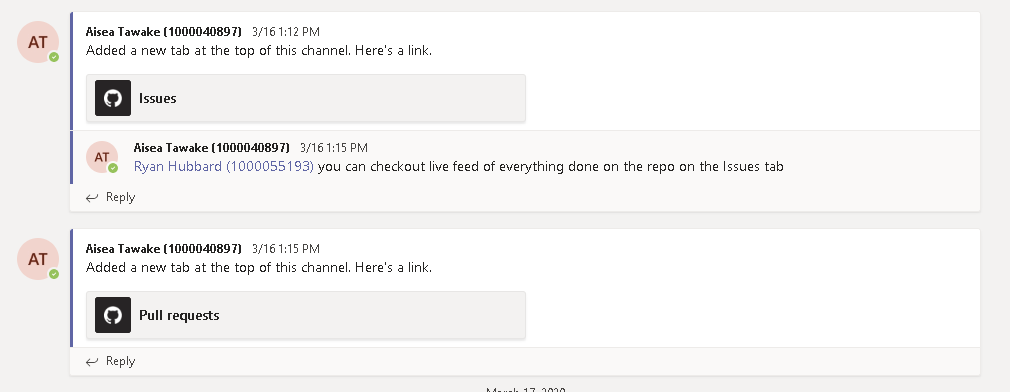 AT
Aisea Tawake (1000040897) 3/16 1:12 PM
Added a new tab at the top of this channel. Here's a link.
Issues
AT
Aisea Tawake (1000040897) 3/16 1:15 PM
Ryan Hubbard (1000055193) you can checkout live feed of everything done on the repo on the Issues tab
Reply
AT
Aisea Tawake (1000040897) 3/16 1:15 PM
Added a new tab at the top of this channel. Here's a link.
Pull requests
Reply
March 17, 2020